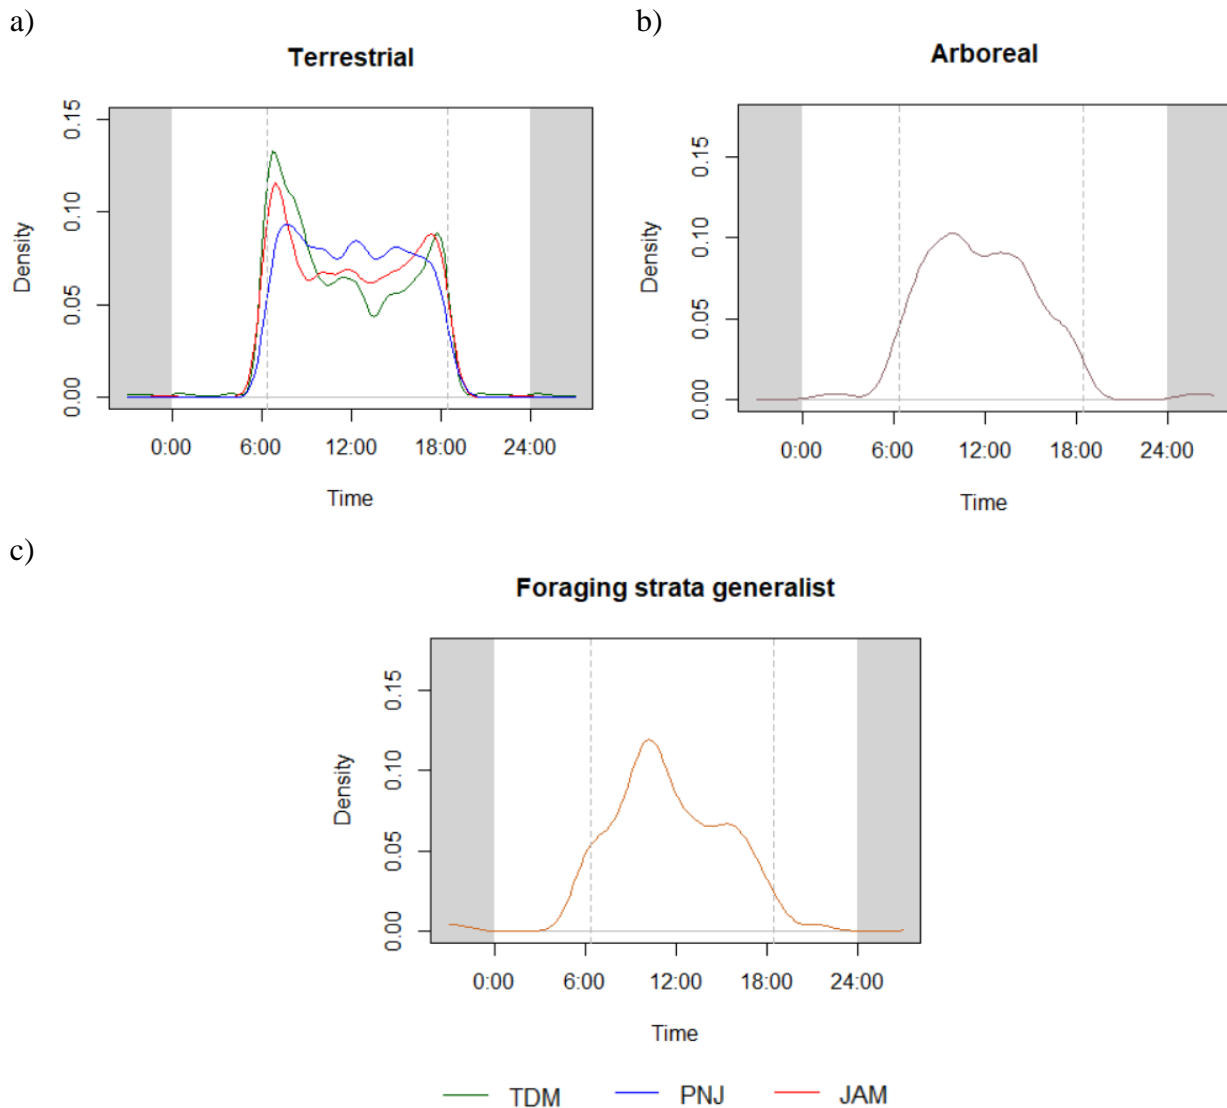 a)
Terrestrial
Density
0.00 0.05 0.10 0.15
0:00 6:00 12:00 18:00 24:00
Time
b)
Arboreal
Density
0.00 0.05 0.10 0.15
0:00 6:00 12:00 18:00 24:00
Time
c)
Foraging strata generalist
Density
0.00 0.05 0.10 0.15
0:00 6:00 12:00 18:00 24:00
Time
TDM PNJ JAM